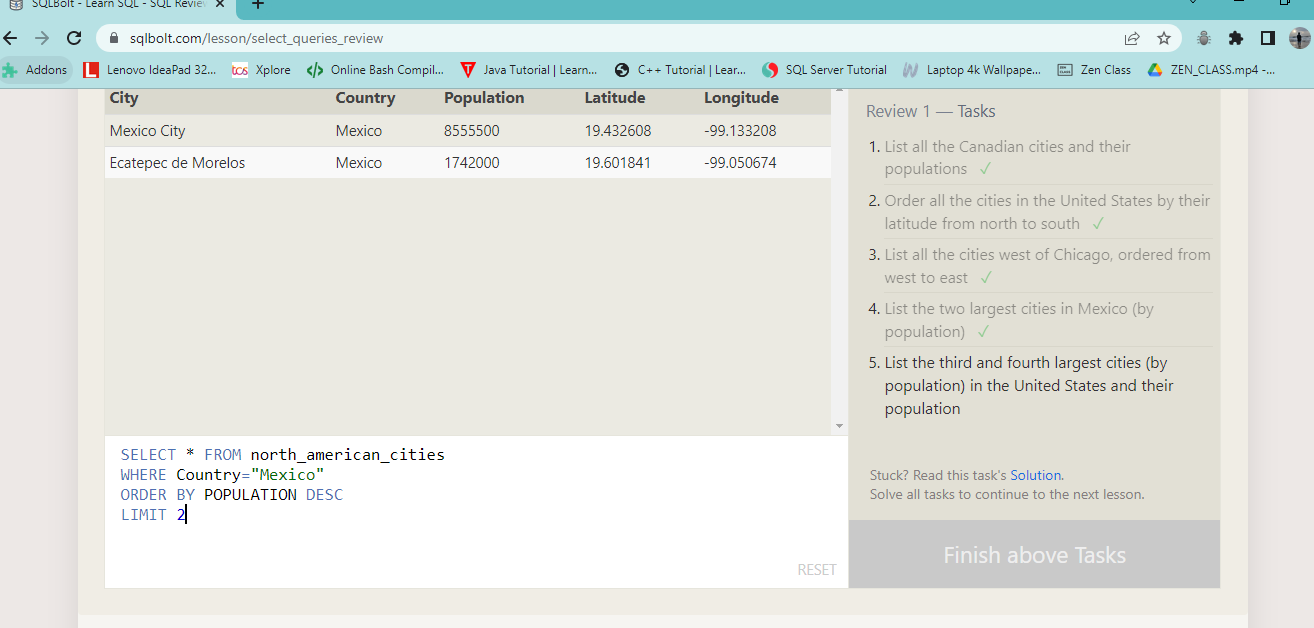 SQLBolt - Learn SQL - SQL Review
sqlbolt.com/lesson/select_queries_review
Addons
Lenovo IdeaPad 32...
tcs Xplore
Online Bash Compil...
Java Tutorial | Learn...
C++ Tutorial | Lear...
SQL Server Tutorial
Laptop 4k Wallpape...
Zen Class
ZEN_CLASS.mp4 -...
City Country Population Latitude Longitude
Mexico City Mexico 8555500 19.432608 -99.133208
Ecatepec de Morelos Mexico 1742000 19.601841 -99.050674
SELECT * FROM north_american_cities
WHERE Country="Mexico"
ORDER BY POPULATION DESC
LIMIT 2
RESET
Review 1 — Tasks
1. List all the Canadian cities and their
populations ✓
2. Order all the cities in the United States by their
latitude from north to south ✓
3. List all the cities west of Chicago, ordered from
west to east ✓
4. List the two largest cities in Mexico (by
population) ✓
5. List the third and fourth largest cities (by
population) in the United States and their
population
Stuck? Read this task's Solution.
Solve all tasks to continue to the next lesson.
Finish above Tasks